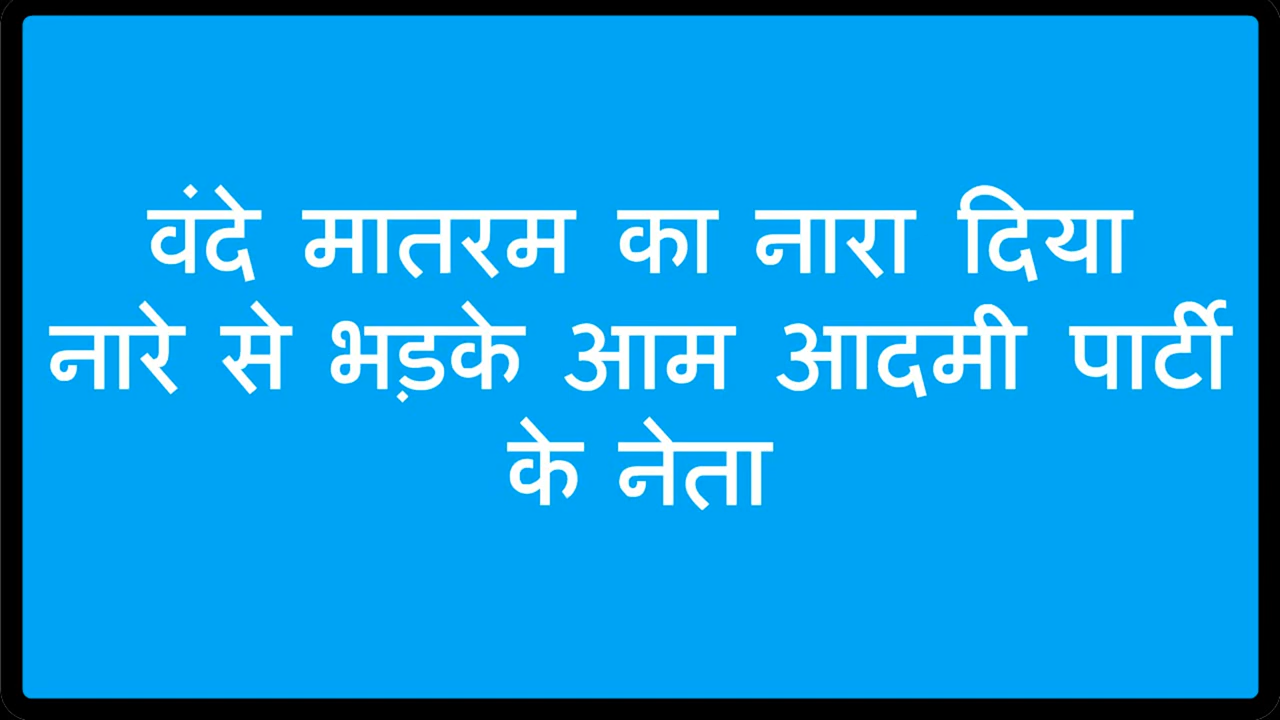 वंदे मातरम का नारा दिया
नारे से भड़के आम आदमी पार्टी
के नेता